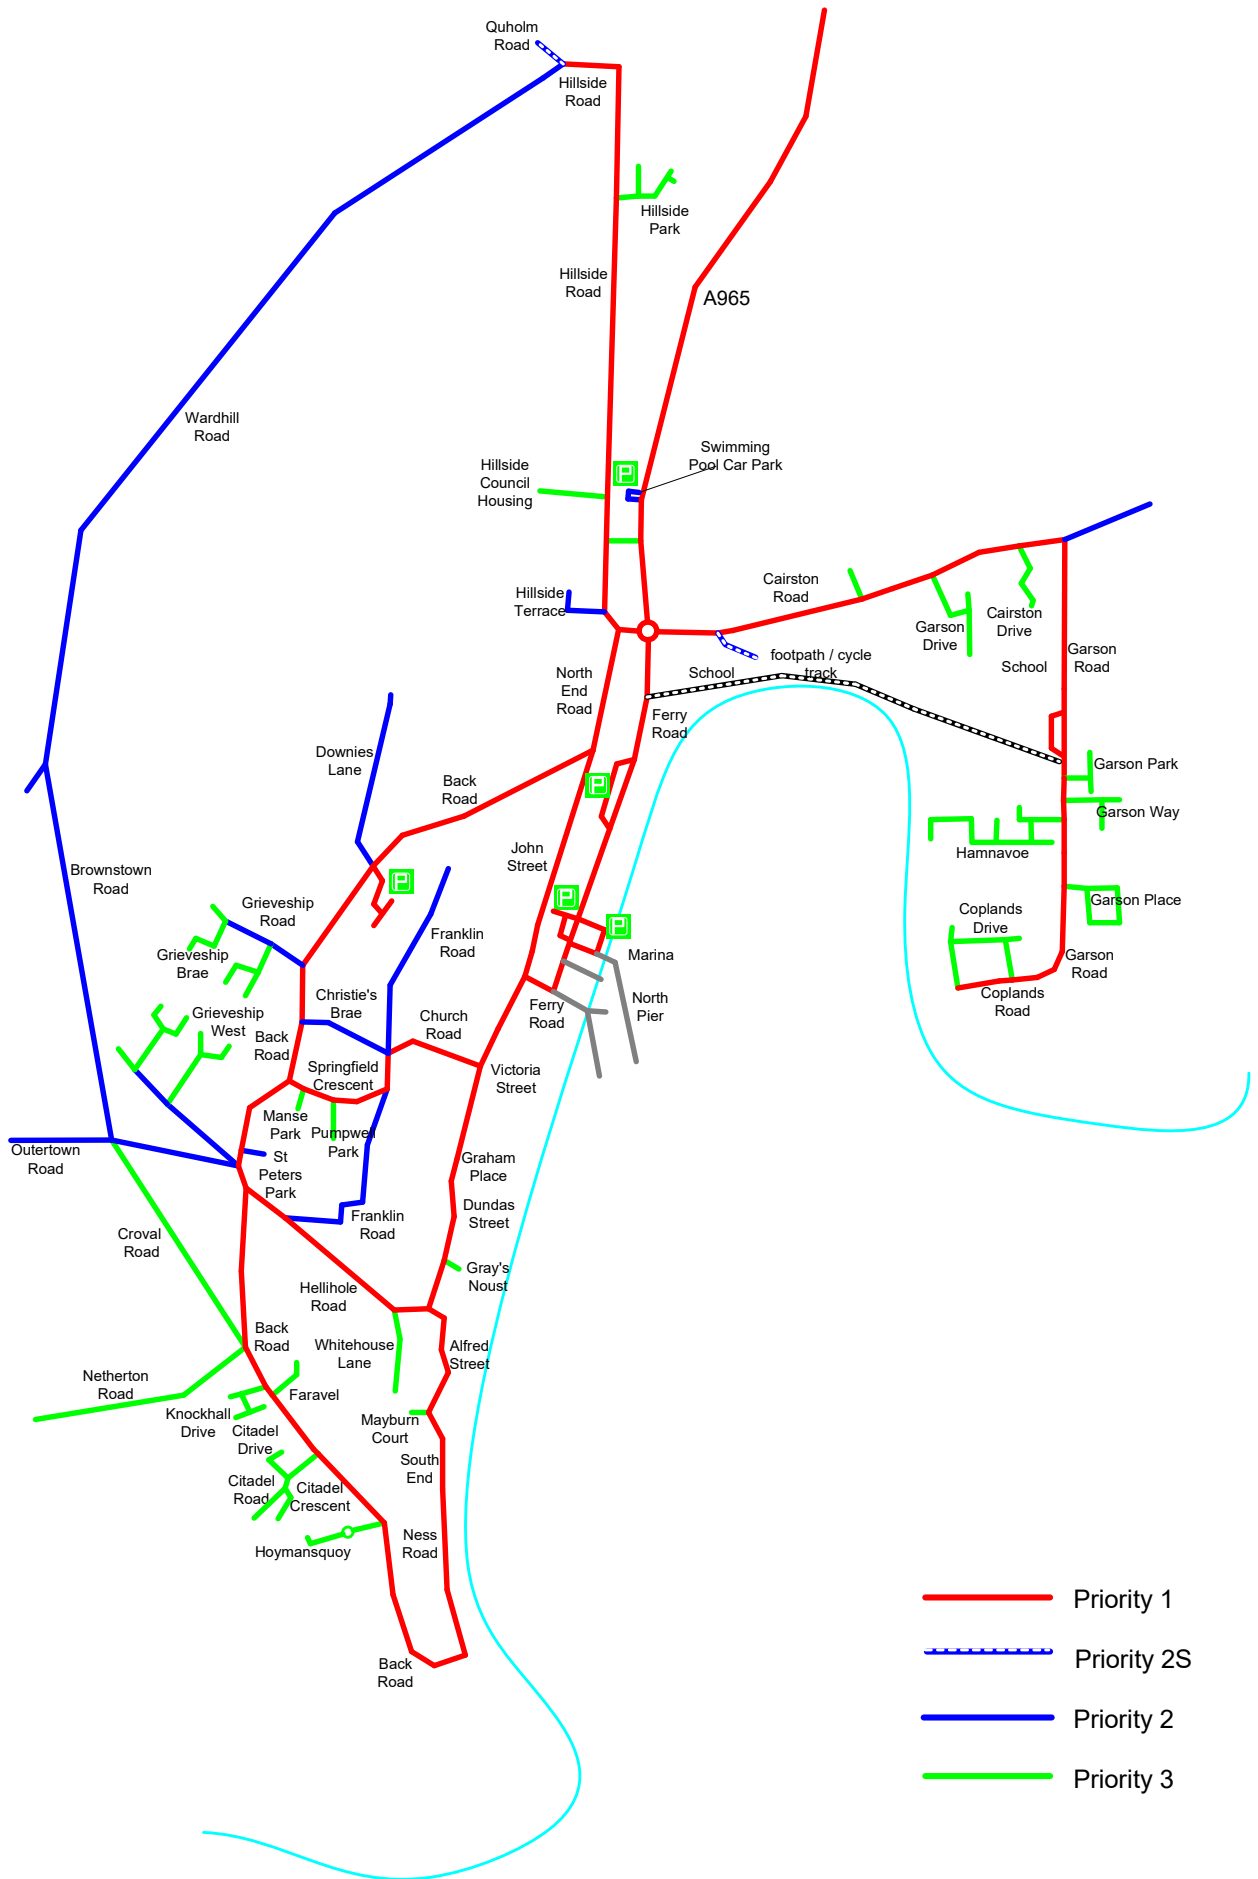 Quholm
Road
Hillside
Road
Hillside
Park
Hillside
Road
A965
Wardhill
Road
Swimming
Pool Car Park
Hillside
Council
Housing
P
Hillside
Terrace
Cairston
Road
Garson
Drive
Cairston
Drive
footpath / cycle
track
School
School
Garson
Road
North
End
Road
Ferry
Road
Downies
Lane
Back
Road
P
Garson Park
Garson Way
Hamnavoe
John
Street
Brownstown
Road
P
P
Garson Place
Grieveship
Road
Franklin
Road
Coplands
Drive
P
Marina
Grieveship
Brae
Garson
Road
Christie's
Brae
Coplands
Road
North
Pier
Ferry
Road
Grieveship
West
Church
Road
Back
Road
Springfield
Crescent
Victoria
Street
Manse
Park
Pumpwell
Park
Outertown
Road
St
Peters
Park
Graham
Place
Dundas
Street
Franklin
Road
Croval
Road
Gray's
Noust
Hellihole
Road
Back
Road
Whitehouse
Lane
Alfred
Street
Netherton
Road
Faravel
Knockhall
Drive
Citadel
Drive
Mayburn
Court
South
End
Citadel
Road
Citadel
Crescent
Ness
Road
Hoymansquoy
Back
Road
Priority 1
Priority 2S
Priority 2
Priority 3